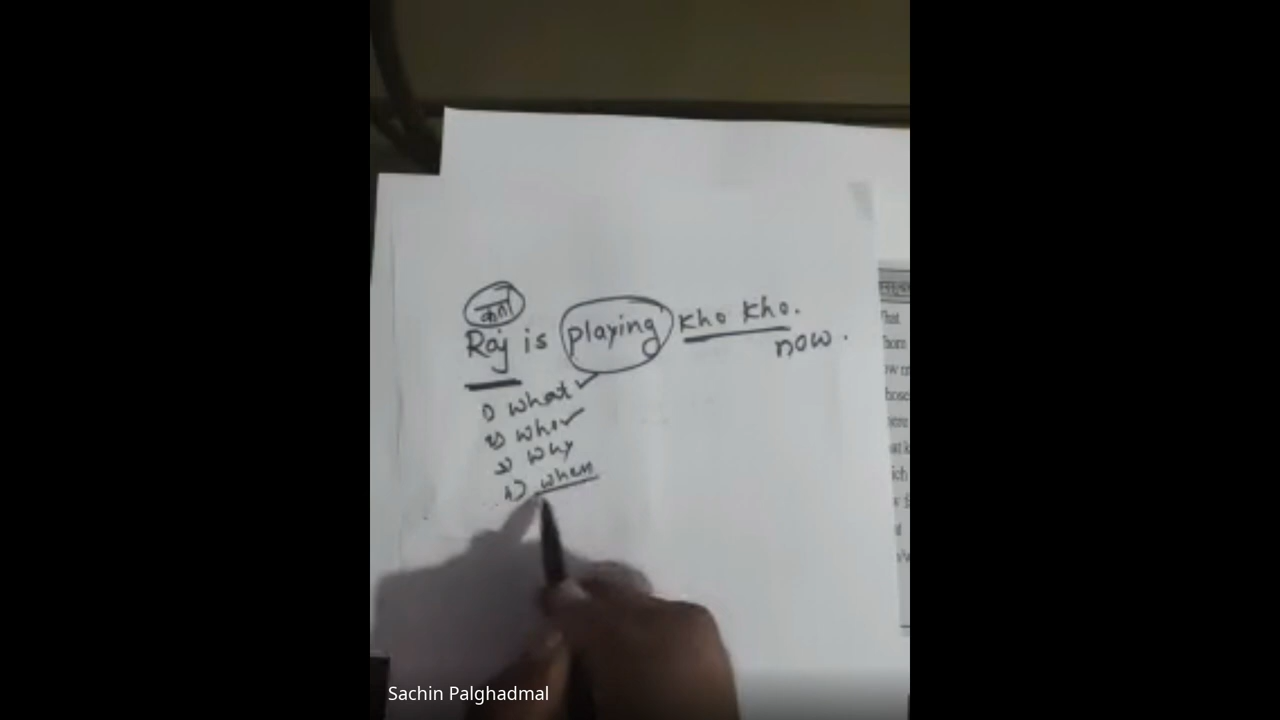 कर्ता
Raj is playing kho kho.
now.
1) what ✓
2) who ✓
3) why
4) when
Sachin Palghadmal